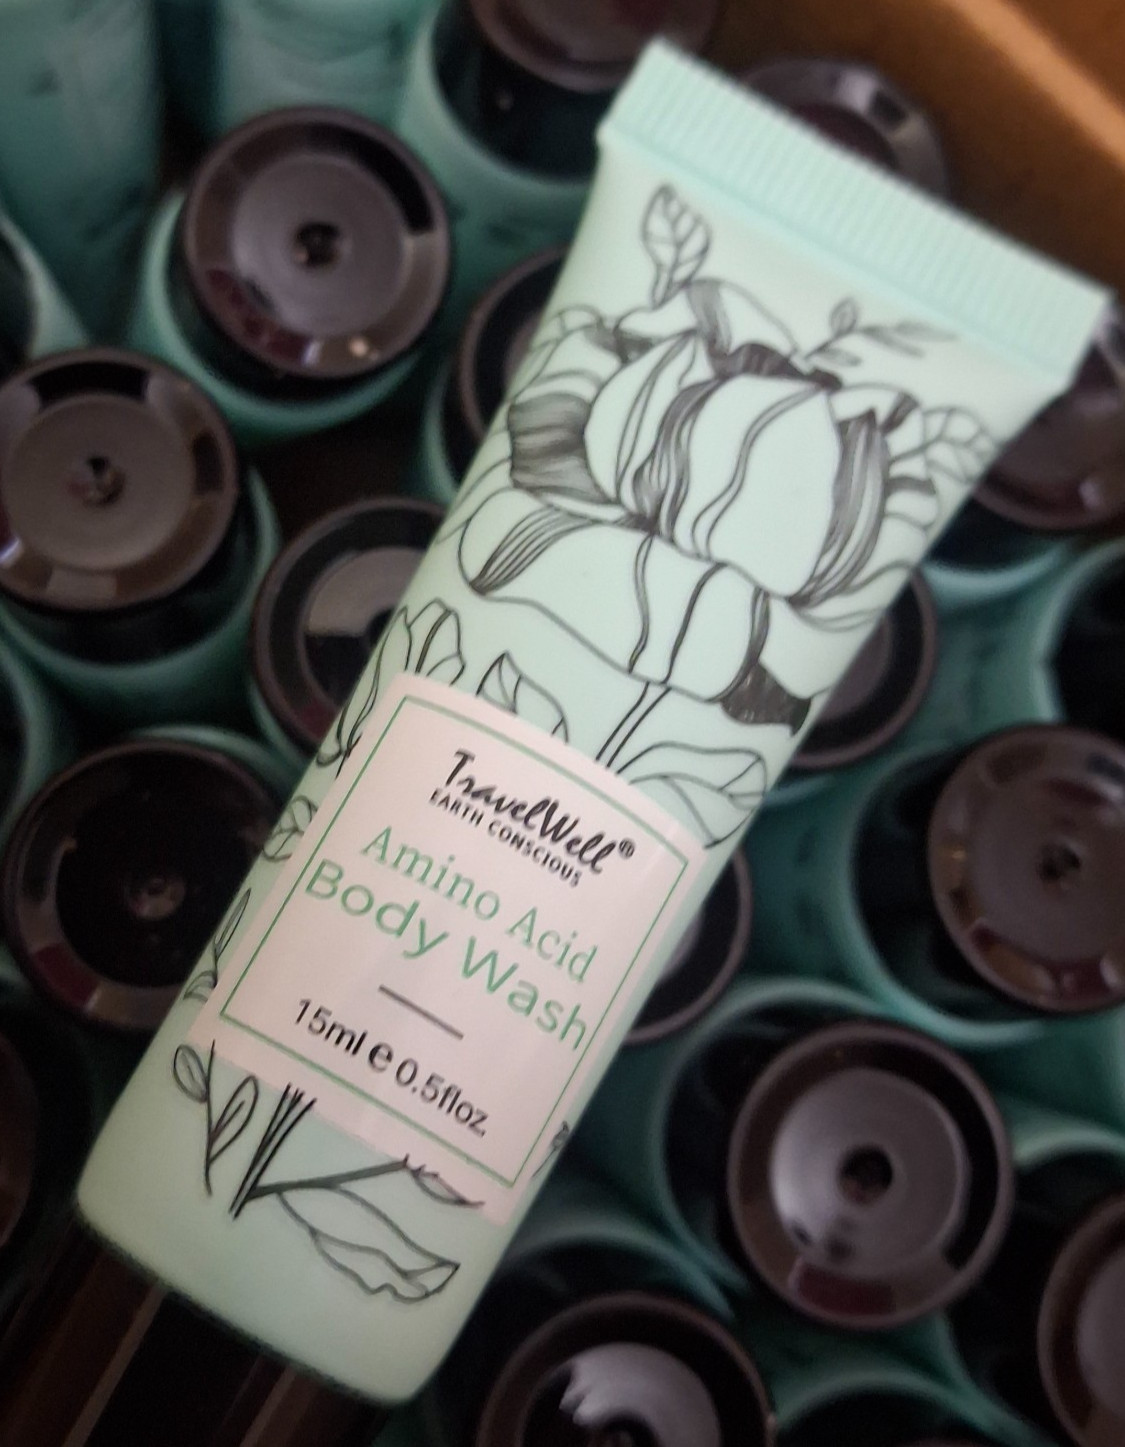 TravelWell®
EARTH CONSCIOUS
Amino Acid
Body Wash
15ml e 0.5floz